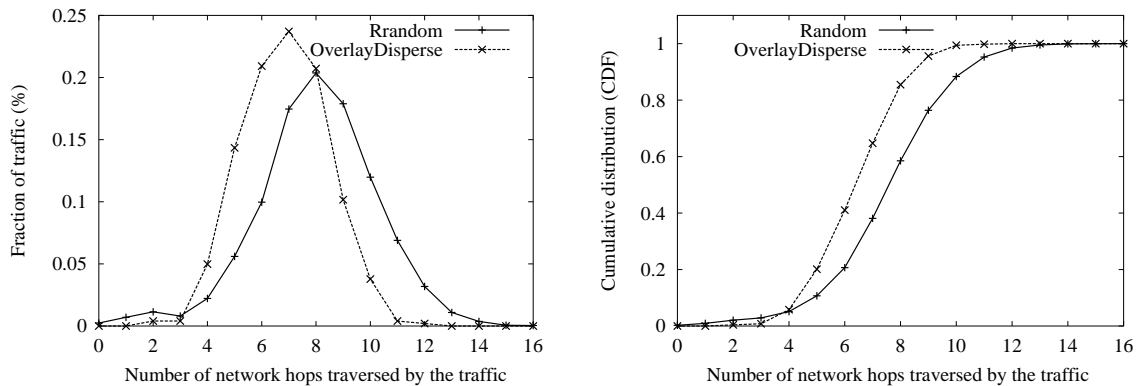 0.25
0.2
0.15
0.1
0.05
0
Fraction of traffic (%)
Rrandom
OverlayDisperse
0 2 4 6 8 10 12 14 16
Number of network hops traversed by the traffic
1
0.8
0.6
0.4
0.2
0
Cumulative distribution (CDF)
Random
OverlayDisperse
0 2 4 6 8 10 12 14 16
Number of network hops traversed by the traffic